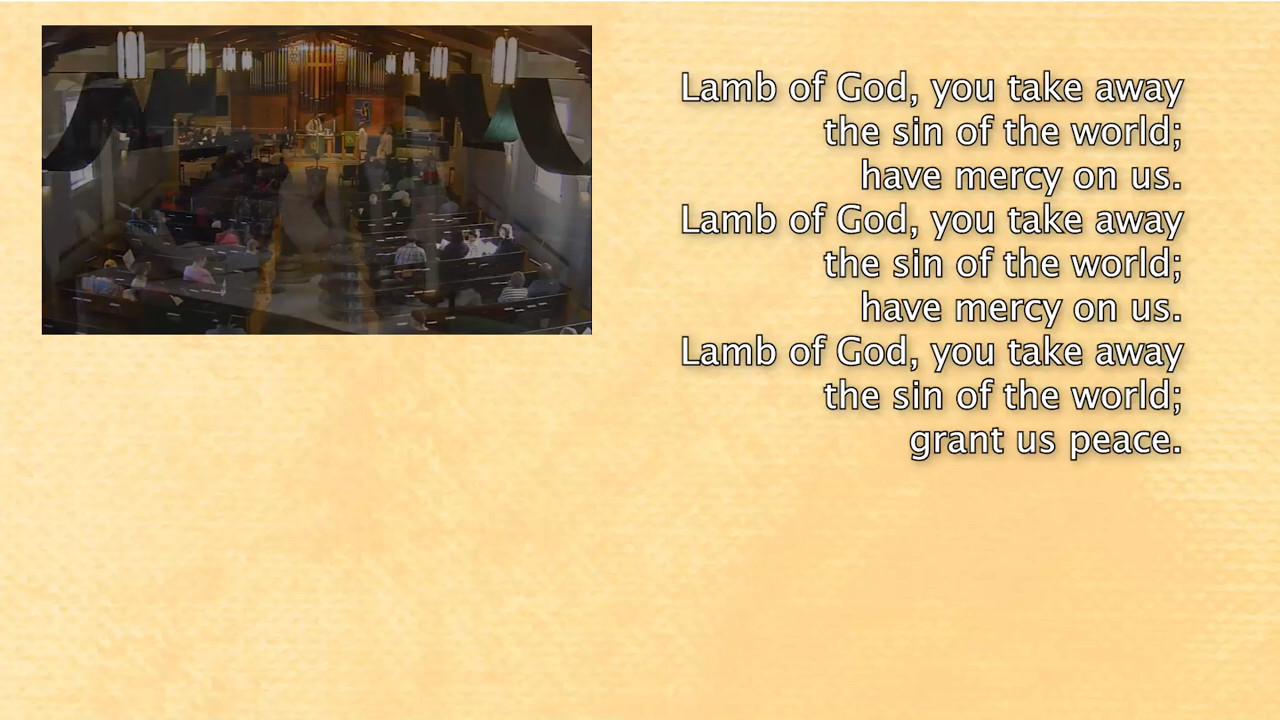 Lamb of God, you take away
the sin of the world;
have mercy on us.
Lamb of God, you take away
the sin of the world;
have mercy on us.
Lamb of God, you take away
the sin of the world;
grant us peace.